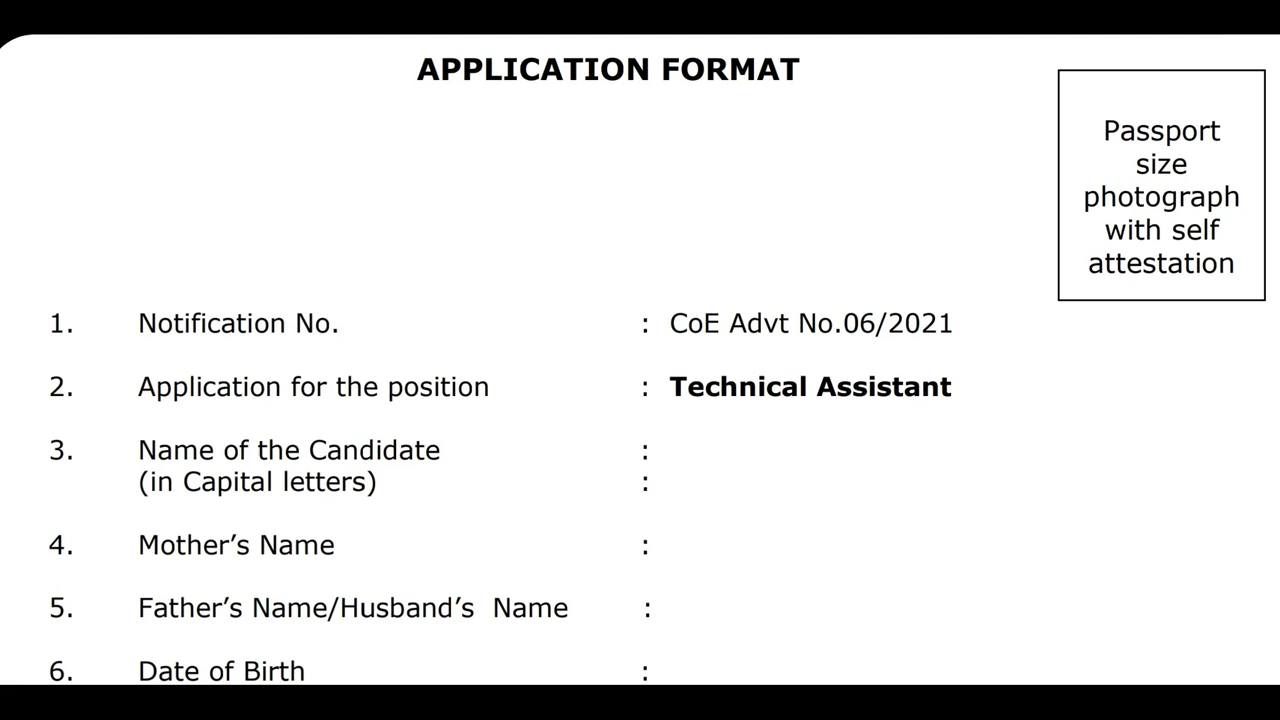 APPLICATION FORMAT
Passport
size
photograph
with self
attestation
1. Notification No. : CoE Advt No.06/2021
2. Application for the position : Technical Assistant
3. Name of the Candidate :
(in Capital letters) :
4. Mother’s Name :
5. Father’s Name/Husband’s Name :
6. Date of Birth :